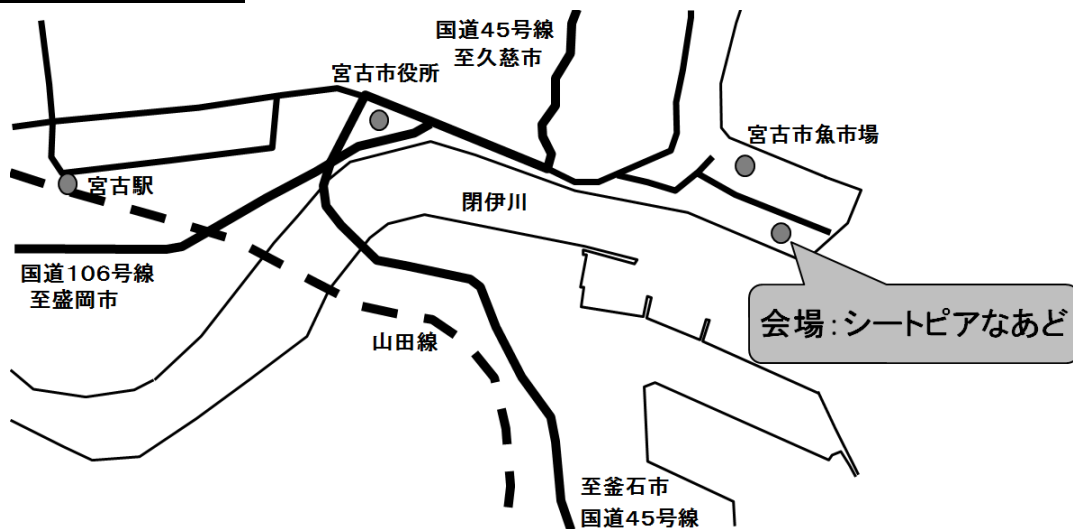 国道45号線
至久慈市
宮古市役所
宮古市魚市場
宮古駅
閉伊川
国道106号線
至盛岡市
会場：シートピアなあど
山田線
至釜石市
国道45号線